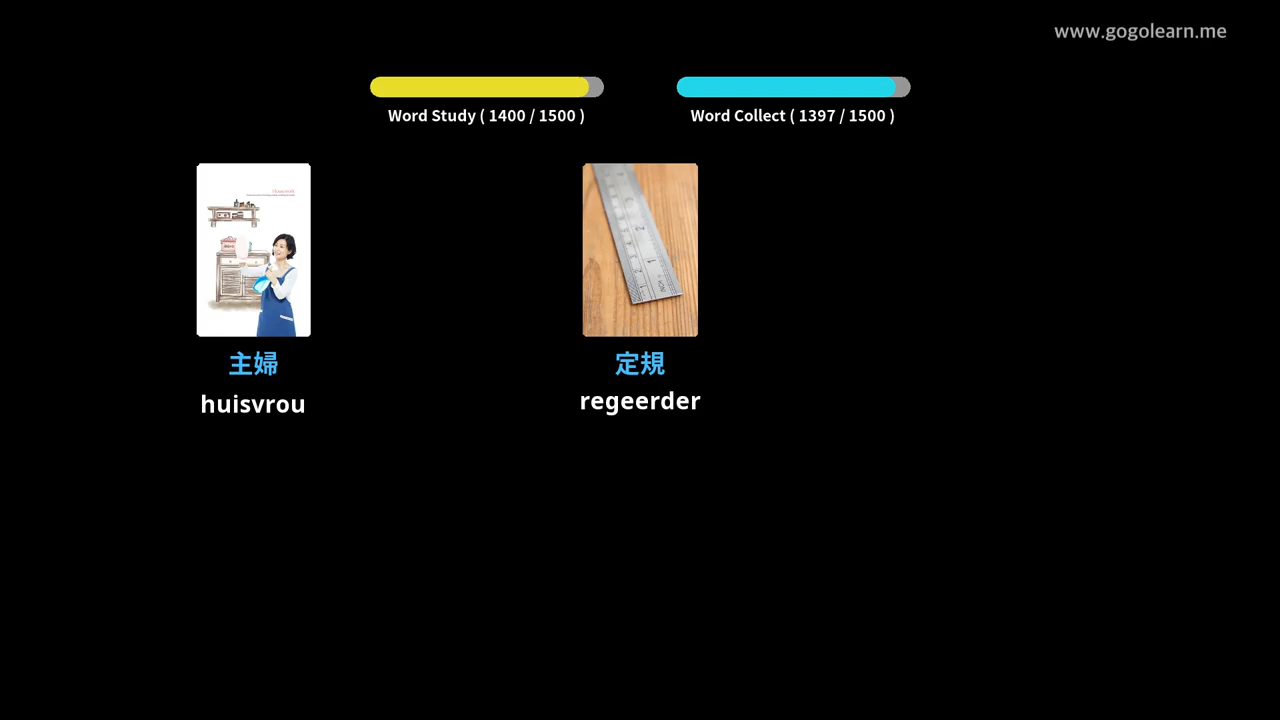 www.gogolearn.me
Word Study ( 1400 / 1500 )
Word Collect ( 1397 / 1500 )
主婦
huisvrou
定規
regeerder